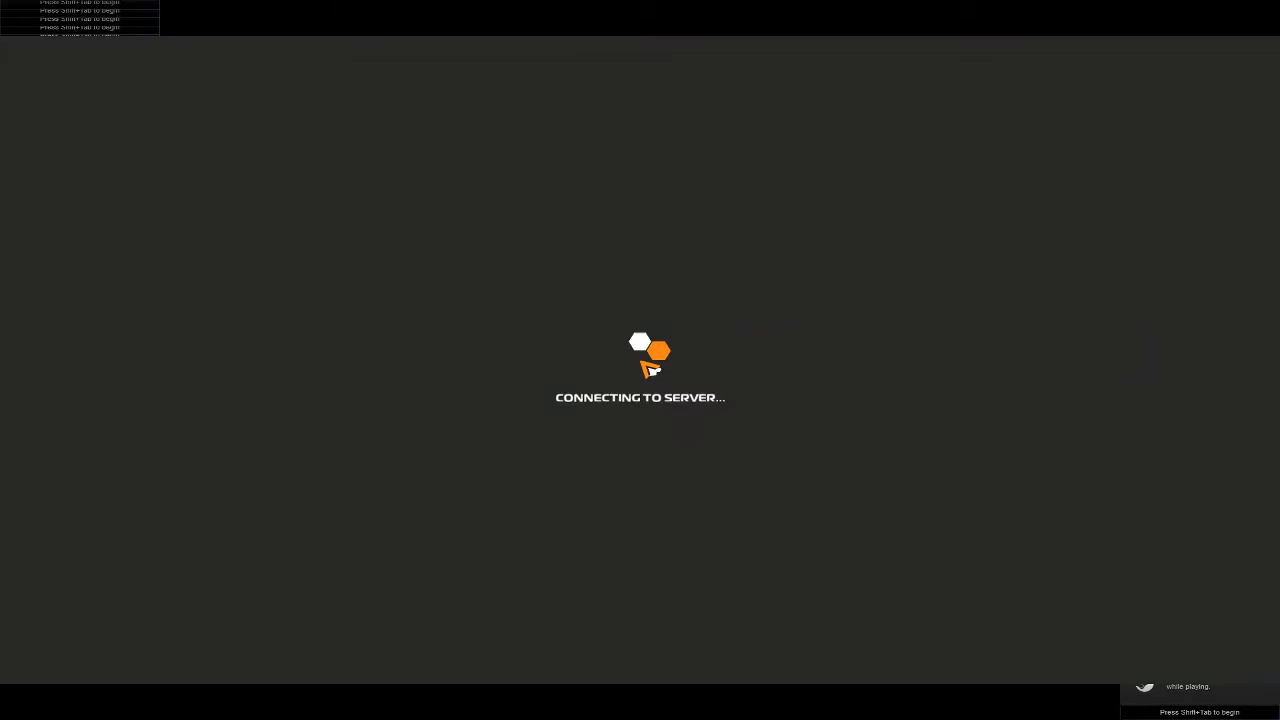 Press Shift+Tab to begin
Press Shift+Tab to begin
Press Shift+Tab to begin
Press Shift+Tab to begin
CONNECTING TO SERVER...
while playing.
Press Shift+Tab to begin